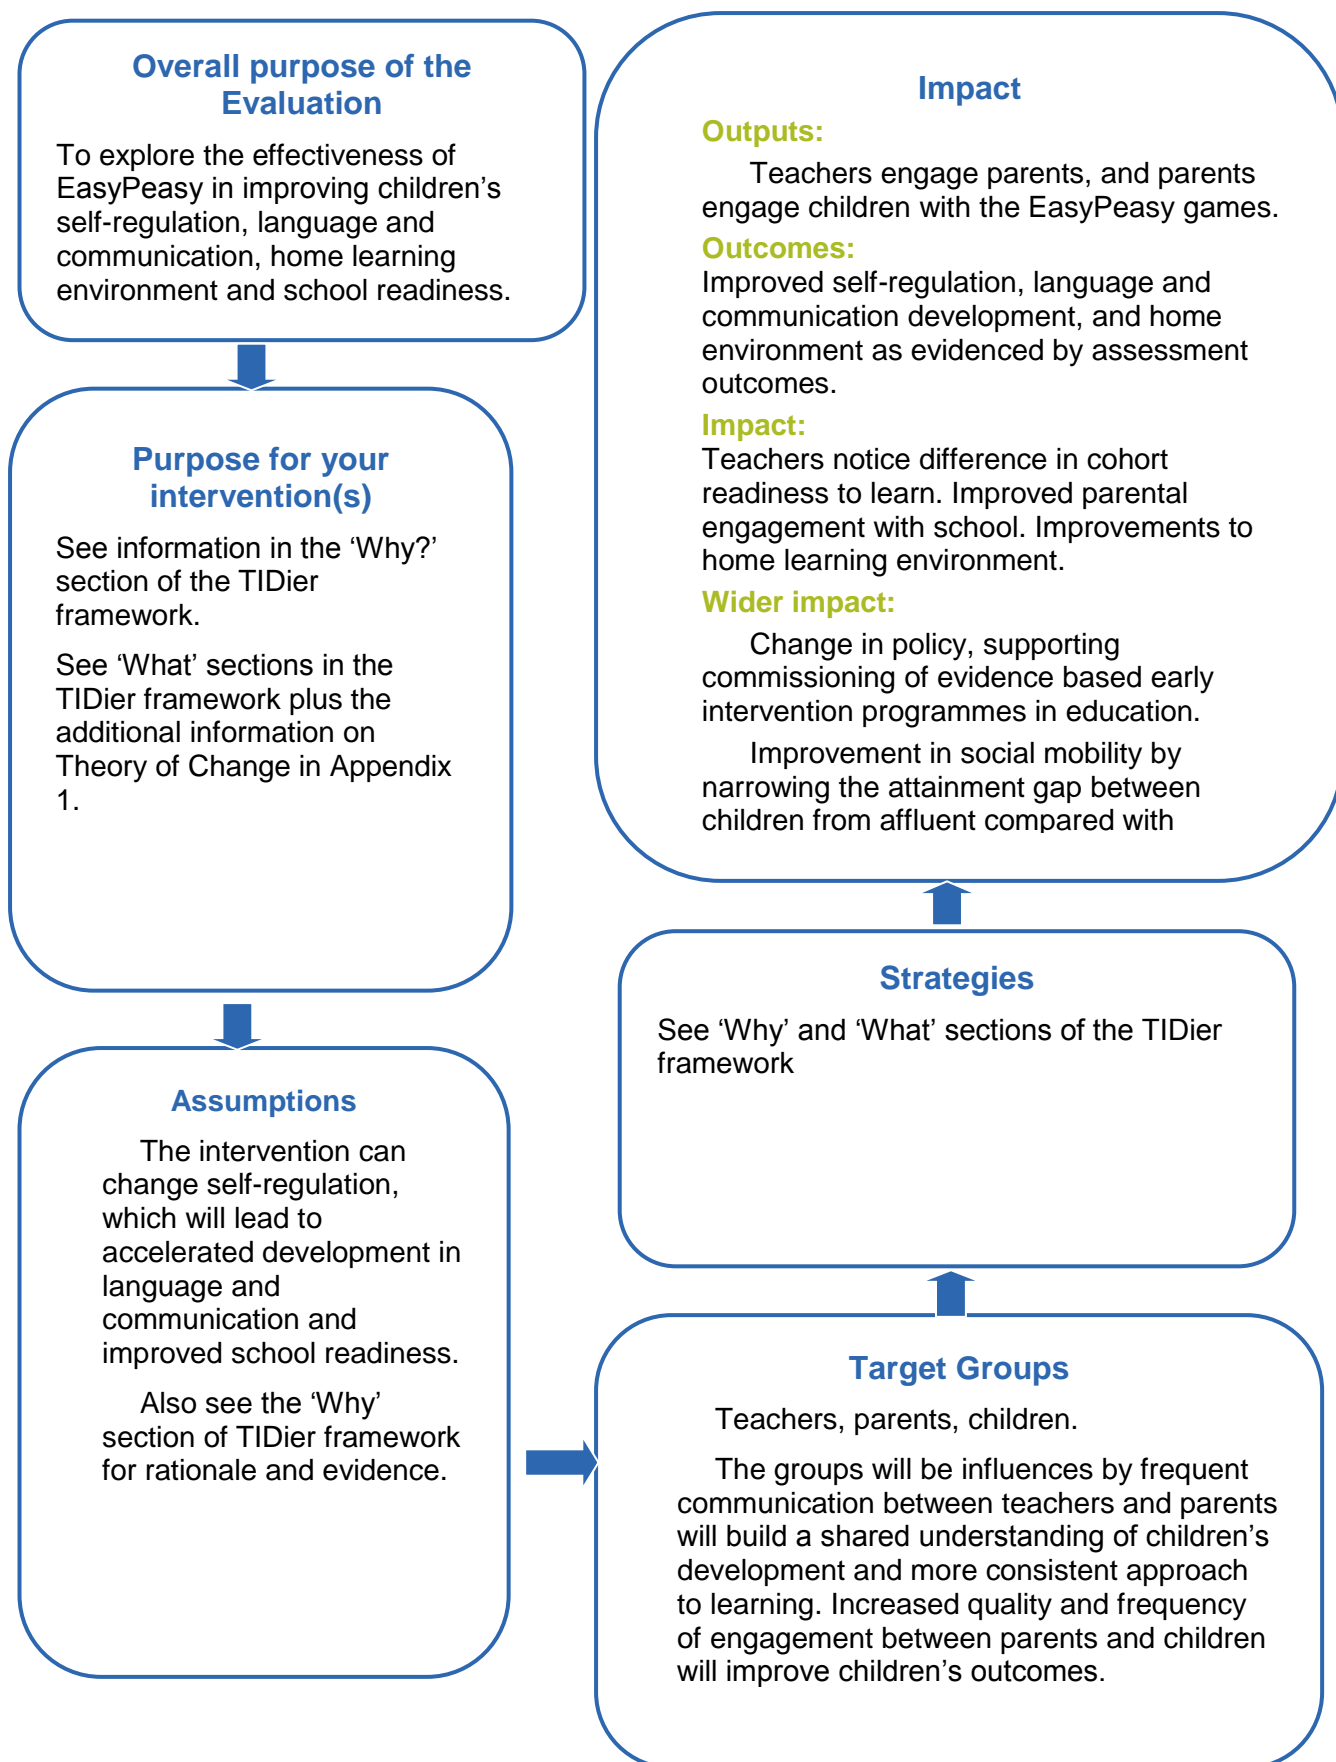 Overall purpose of the
Evaluation
To explore the effectiveness of
EasyPeasy in improving children’s
self-regulation, language and
communication, home learning
environment and school readiness.
Purpose for your
intervention(s)
See information in the ‘Why?’
section of the TIDier
framework.
See ‘What’ sections in the
TIDier framework plus the
additional information on
Theory of Change in Appendix
1.
Assumptions
The intervention can
change self-regulation,
which will lead to
accelerated development in
language and
communication and
improved school readiness.
Also see the ‘Why’
section of TIDier framework
for rationale and evidence.
Target Groups
Teachers, parents, children.
The groups will be influences by frequent
communication between teachers and parents
will build a shared understanding of children’s
development and more consistent approach
to learning. Increased quality and frequency
of engagement between parents and children
will improve children’s outcomes.
Strategies
See ‘Why’ and ‘What’ sections of the TIDier
framework
Impact
Outputs:
Teachers engage parents, and parents
engage children with the EasyPeasy games.
Outcomes:
Improved self-regulation, language and
communication development, and home
environment as evidenced by assessment
outcomes.
Impact:
Teachers notice difference in cohort
readiness to learn. Improved parental
engagement with school. Improvements to
home learning environment.
Wider impact:
Change in policy, supporting
commissioning of evidence based early
intervention programmes in education.
Improvement in social mobility by
narrowing the attainment gap between
children from affluent compared with